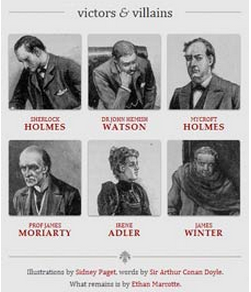 victors & villains
SHERLOCK
HOLMES
DR JOHN HEMISH
WATSON
MYCROFT
HOLMES
PROF JAMES
MORIARTY
IRENE
ADLER
JAMES
WINTER
Illustrations by Sidney Paget, words by Sir Arthur Conan Doyle.
What remains is by Ethan Marcotte.